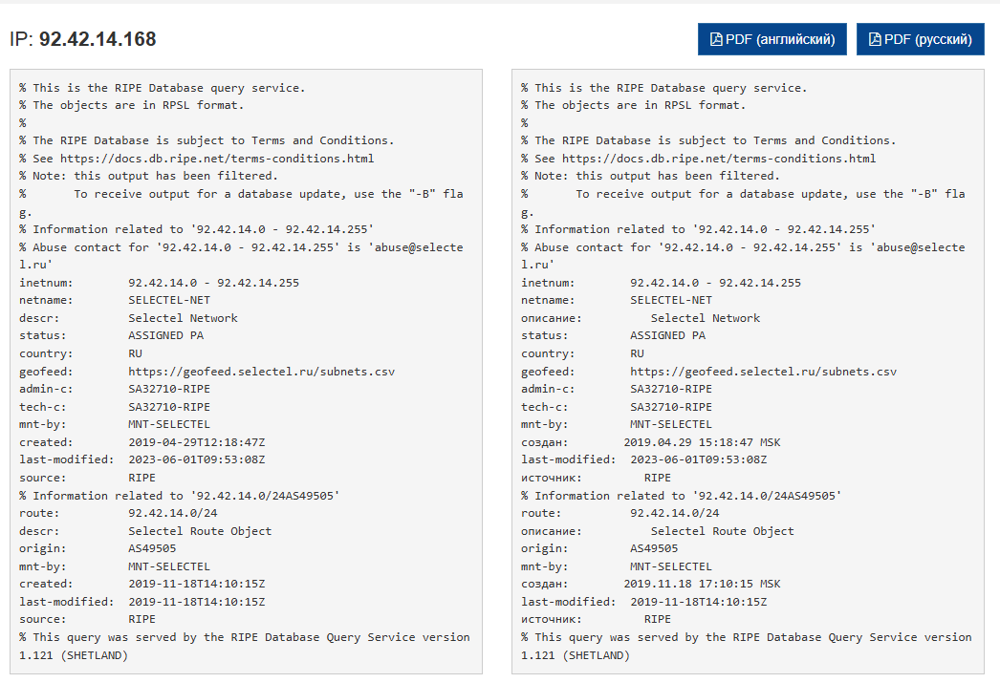 IP: 92.42.14.168
PDF (английский)
PDF (русский)
% This is the RIPE Database query service.
% The objects are in RPSL format.
%
% The RIPE Database is subject to Terms and Conditions.
% See https://docs.db.ripe.net/terms-conditions.html
% Note: this output has been filtered.
%       To receive output for a database update, use the "-B" fla
g.
% Information related to '92.42.14.0 - 92.42.14.255'
% Abuse contact for '92.42.14.0 - 92.42.14.255' is 'abuse@selecte
l.ru'
inetnum:        92.42.14.0 - 92.42.14.255
netname:        SELECTEL-NET
descr:          Selectel Network
status:         ASSIGNED PA
country:        RU
geofeed:        https://geofeed.selectel.ru/subnets.csv
admin-c:        SA32710-RIPE
tech-c:         SA32710-RIPE
mnt-by:         MNT-SELECTEL
created:        2019-04-29T12:18:47Z
last-modified:  2023-06-01T09:53:08Z
source:         RIPE
% Information related to '92.42.14.0/24AS49505'
route:          92.42.14.0/24
descr:          Selectel Route Object
origin:         AS49505
mnt-by:         MNT-SELECTEL
created:        2019-11-18T14:10:15Z
last-modified:  2019-11-18T14:10:15Z
source:         RIPE
% This query was served by the RIPE Database Query Service version
1.121 (SHETLAND)
% This is the RIPE Database query service.
% The objects are in RPSL format.
%
% The RIPE Database is subject to Terms and Conditions.
% See https://docs.db.ripe.net/terms-conditions.html
% Note: this output has been filtered.
%       To receive output for a database update, use the "-B" fla
g.
% Information related to '92.42.14.0 - 92.42.14.255'
% Abuse contact for '92.42.14.0 - 92.42.14.255' is 'abuse@selecte
l.ru'
inetnum:        92.42.14.0 - 92.42.14.255
netname:        SELECTEL-NET
описание:          Selectel Network
status:         ASSIGNED PA
country:        RU
geofeed:        https://geofeed.selectel.ru/subnets.csv
admin-c:        SA32710-RIPE
tech-c:         SA32710-RIPE
mnt-by:         MNT-SELECTEL
создан:        2019.04.29 15:18:47 MSK
last-modified:  2023-06-01T09:53:08Z
источник:         RIPE
% Information related to '92.42.14.0/24AS49505'
route:          92.42.14.0/24
описание:          Selectel Route Object
origin:         AS49505
mnt-by:         MNT-SELECTEL
создан:        2019.11.18 17:10:15 MSK
last-modified:  2019-11-18T14:10:15Z
источник:         RIPE
% This query was served by the RIPE Database Query Service version
1.121 (SHETLAND)